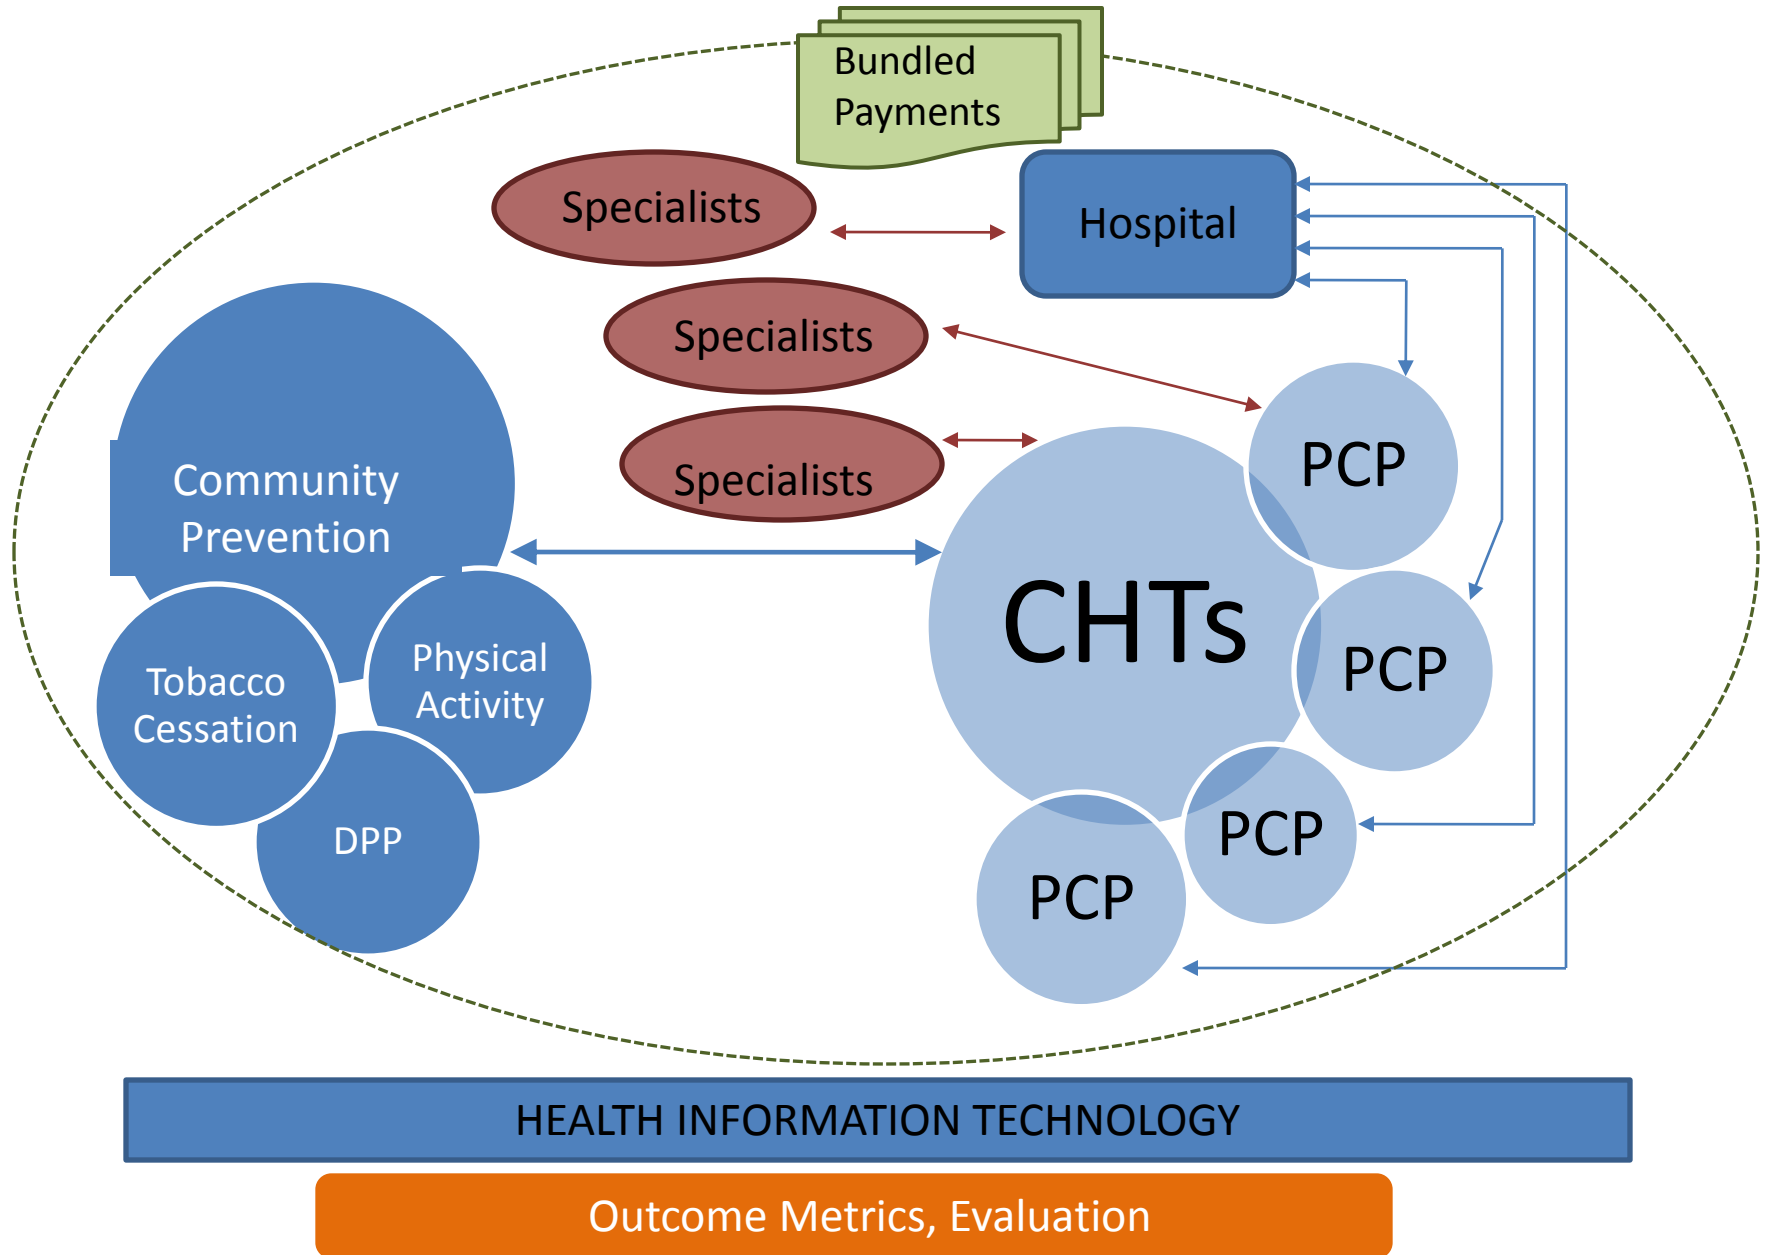 Bundled
Payments
Specialists
Hospital
Specialists
Specialists
Community
Prevention
PCP
CHTs
PCP
Physical
Activity
Tobacco
Cessation
DPP
PCP
PCP
HEALTH INFORMATION TECHNOLOGY
Outcome Metrics, Evaluation